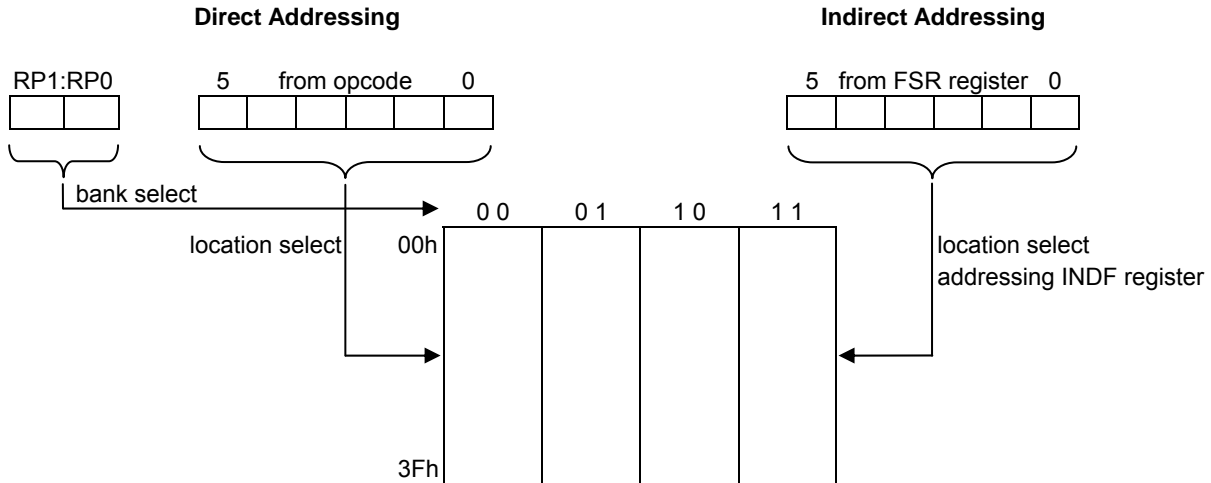 Direct Addressing
Indirect Addressing
RP1:RP0
5 from opcode 0
5 from FSR register 0
bank select
0 0 0 1 1 0 1 1
location select
00h
location select
addressing INDF register
3Fh